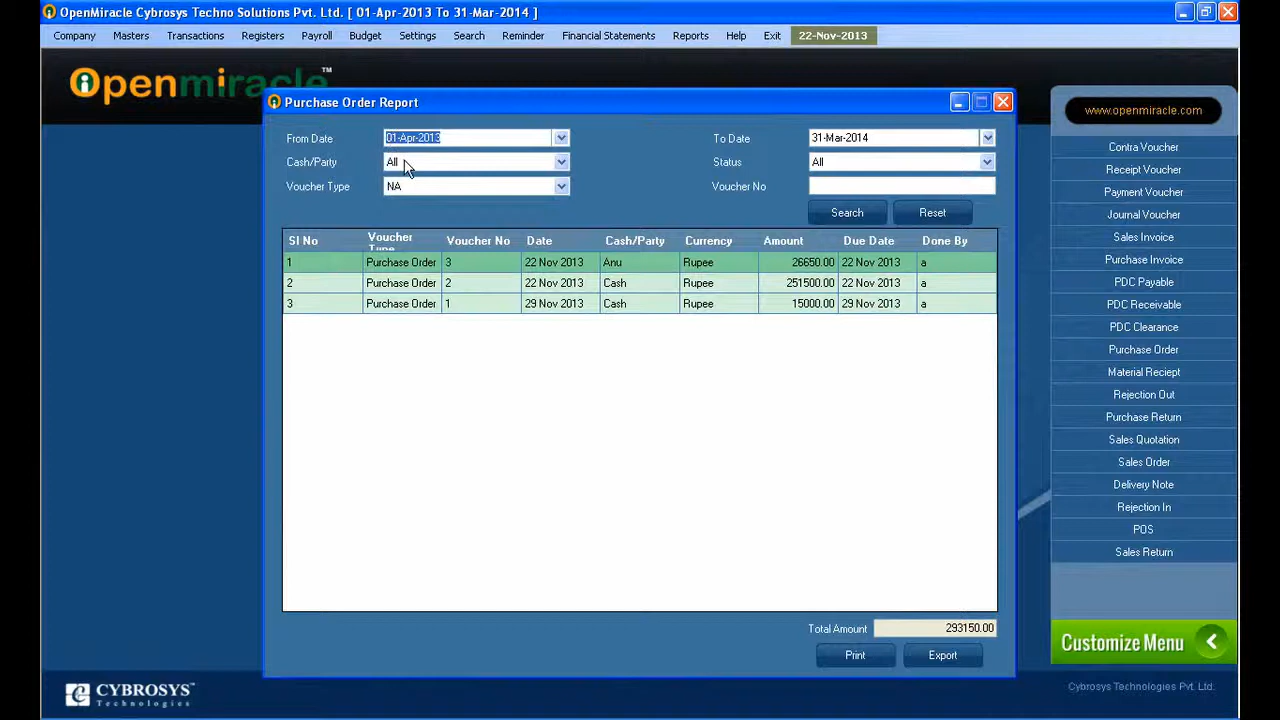 OpenMiracle Cybrosys Techno Solutions Pvt. Ltd. [ 01-Apr-2013 To 31-Mar-2014 ]
Company Masters Transactions Registers Payroll Budget Settings Search Reminder Financial Statements Reports Help Exit 22-Nov-2013
Openmiracle™
www.openmiracle.com
Purchase Order Report
From Date 01-Apr-2013 To Date 31-Mar-2014
Cash/Party All Status All
Voucher Type NA Voucher No
Search Reset
Sl No Voucher Type Voucher No Date Cash/Party Currency Amount Due Date Done By
1 Purchase Order 3 22 Nov 2013 Anu Rupee 26650.00 22 Nov 2013 a
2 Purchase Order 2 22 Nov 2013 Cash Rupee 251500.00 22 Nov 2013 a
3 Purchase Order 1 29 Nov 2013 Cash Rupee 15000.00 29 Nov 2013 a
Total Amount 293150.00
Print Export
Contra Voucher
Receipt Voucher
Payment Voucher
Journal Voucher
Sales Invoice
Purchase Invoice
PDC Payable
PDC Receivable
PDC Clearance
Purchase Order
Material Reciept
Rejection Out
Purchase Return
Sales Quotation
Sales Order
Delivery Note
Rejection In
POS
Sales Return
Customize Menu
CYBROSYS™
Technologies
Cybrosys Technologies Pvt. Ltd.